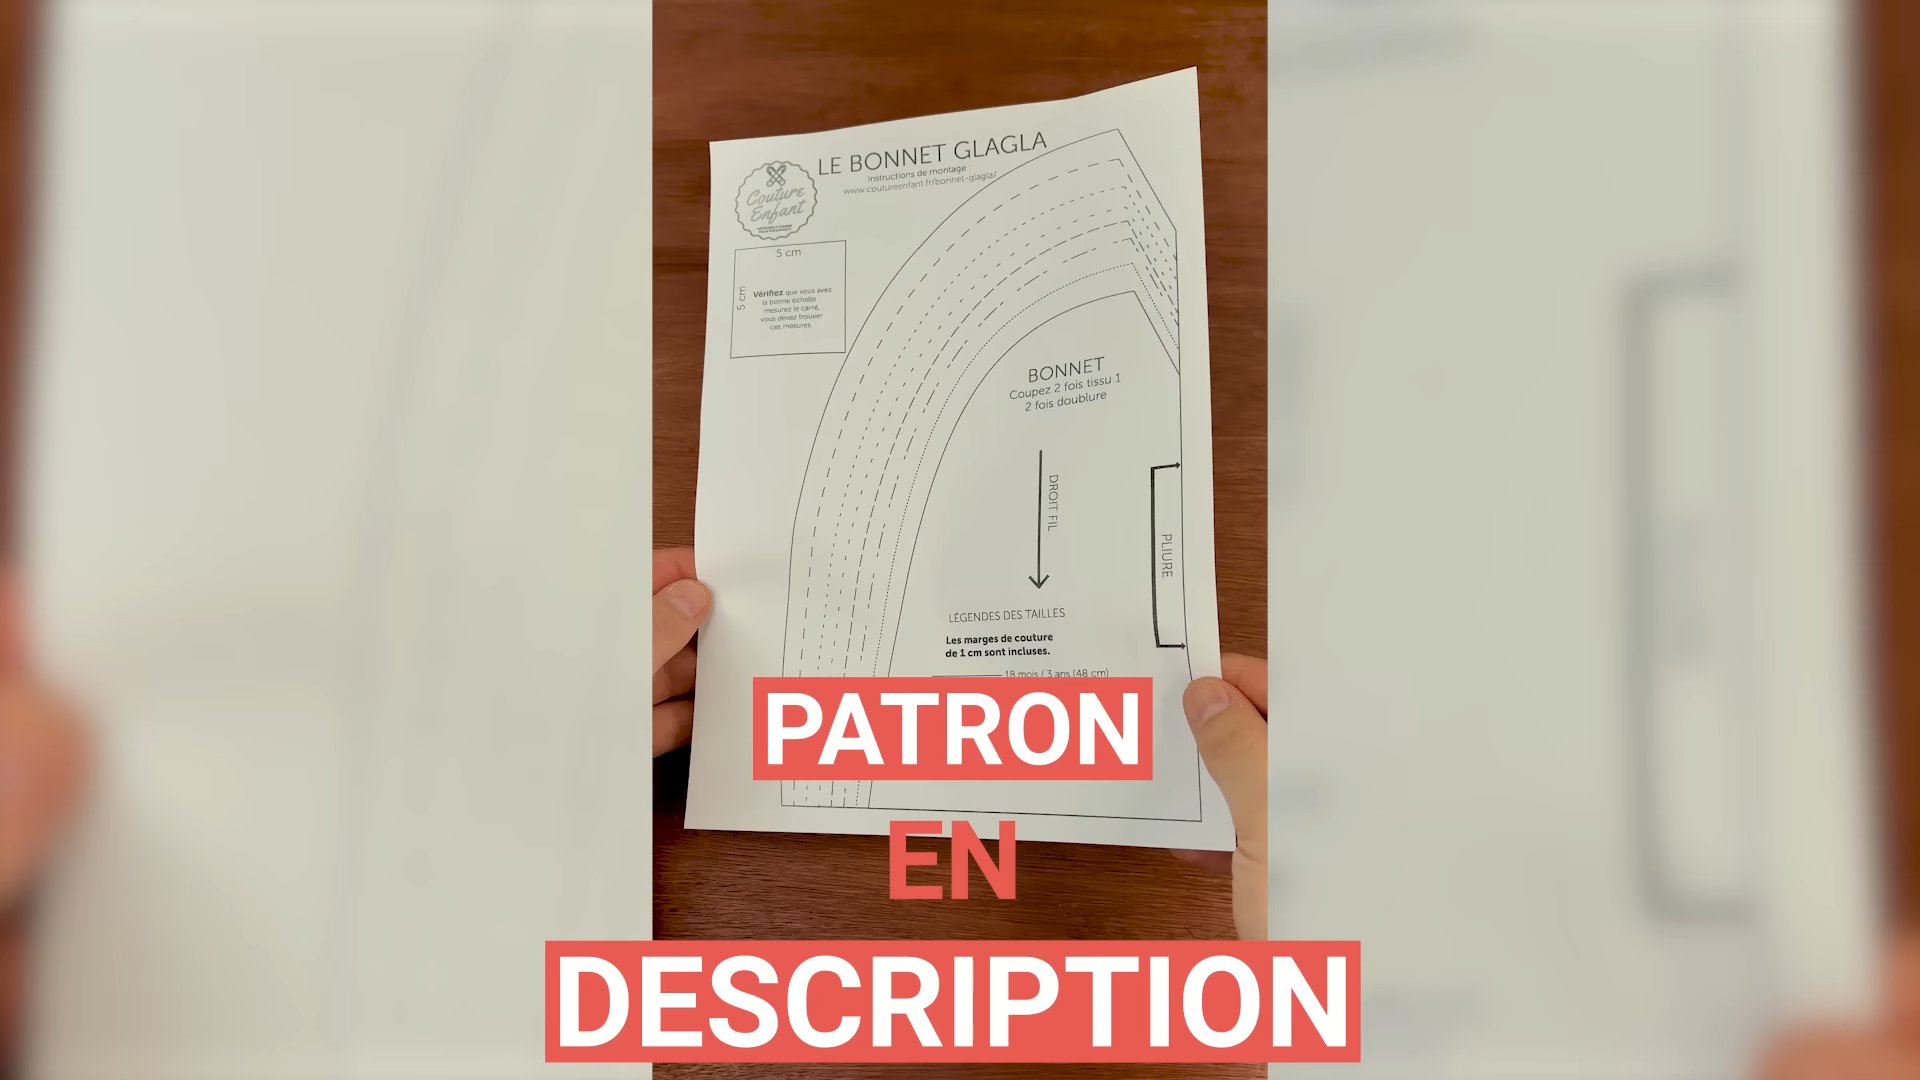 LE BONNET GLAGLA
Instructions de montage :
www.coutureenfant.fr/bonnet-glagla/
Couture
Enfant
5 cm
5 cm
Vérifiez que vous avez
la bonne échelle
mesurez le carré,
vous devez trouver
ces mesures
BONNET
Coupez 2 fois tissu 1
2 fois doublure
DROIT FIL
PLIURE
LÉGENDES DES TAILLES
Les marges de couture
de 1 cm sont incluses.
18 mois / 3 ans (48 cm)
PATRON
EN
DESCRIPTION